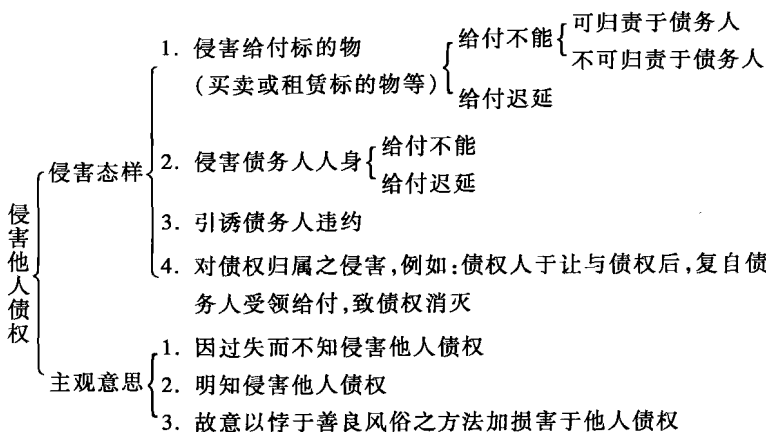 侵害他人债权
侵害态样
1. 侵害给付标的物
(买卖或租赁标的物等)
给付不能
可归责于债务人
不可归责于债务人
给付迟延
2. 侵害债务人人身
给付不能
给付迟延
3. 引诱债务人违约
4. 对债权归属之侵害,例如:债权人于让与债权后,复自债
务人受领给付,致债权消灭
主观意思
1. 因过失而不知侵害他人债权
2. 明知侵害他人债权
3. 故意以悖于善良风俗之方法加损害于他人债权